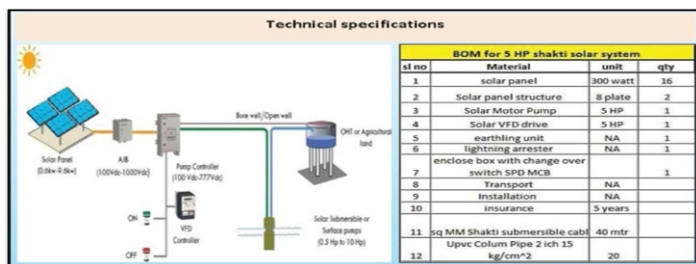 Technical specifications
Bore well/Open well
OHT or Agricultural
land
Solar Panel
(0.6kw-9.6kw)
AJB
(100Vdc-1000Vdc)
Pump Controller
(100 Vdc-777Vdc)
ON
OFF
VFD
Controller
Solar Submersible or
Surface pumps
(0.5 Hp to 10 Hp)
BOM for 5 HP shakti solar system
sl no Material unit qty
1 solar panel 300 watt 16
2 Solar panel structure 8 plate 2
3 Solar Motor Pump 5 HP 1
4 Solar VFD drive 5 HP 1
5 earthling unit NA 1
6 lightning arrester NA 1
enclose box with change over
7 switch SPD MCB 1
8 Transport NA
9 Installation NA
10 insurance 5 years
11 sq MM Shakti submersible cabl 40 mtr
Upvc Colum Pipe 2 ich 15
12 kg/cm^2 20